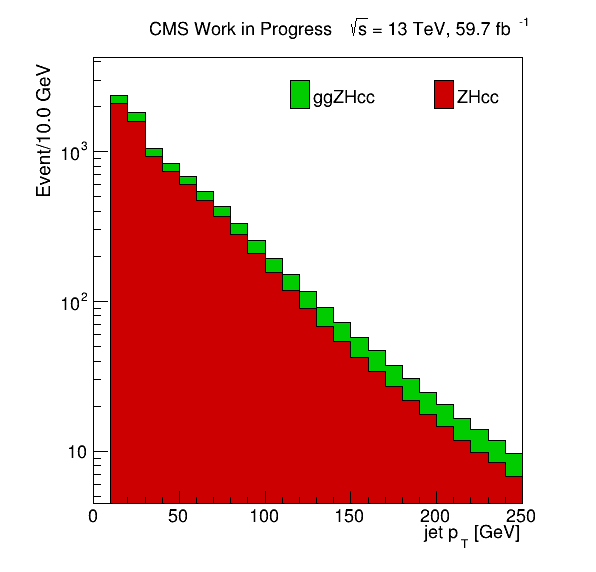 CMS Work in Progress √s = 13 TeV, 59.7 fb⁻¹
Event/10.0 GeV
ggZHcc ZHcc
10³
10²
10
0 50 100 150 200 250
jet p_T [GeV]